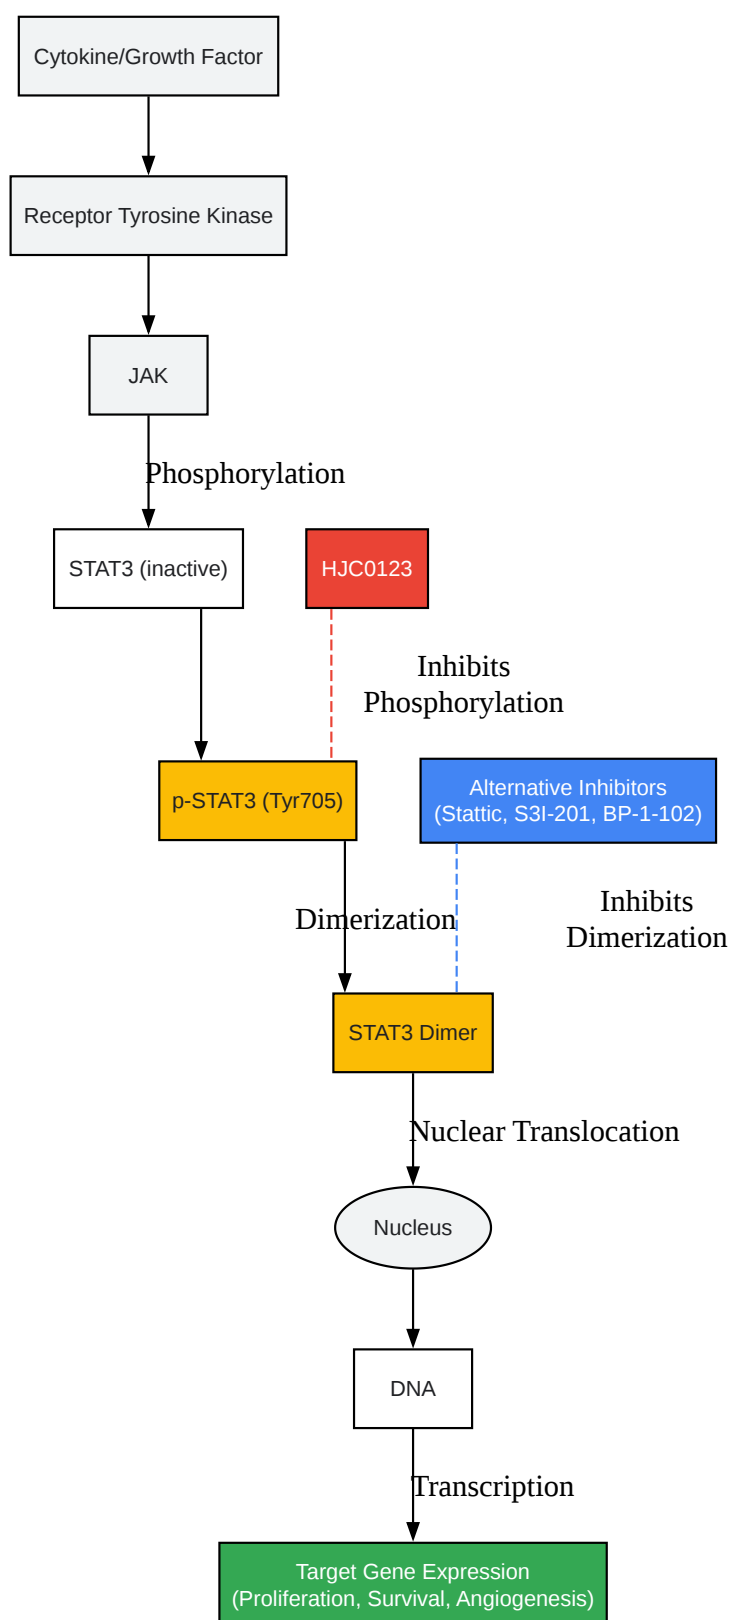 Cytokine/Growth Factor
Receptor Tyrosine Kinase
JAK
Phosphorylation
STAT3 (inactive)
HJC0123
Inhibits
Phosphorylation
p-STAT3 (Tyr705)
Alternative Inhibitors
(Stattic, S3I-201, BP-1-102)
Dimerization
Inhibits
Dimerization
STAT3 Dimer
Nuclear Translocation
Nucleus
DNA
Transcription
Target Gene Expression
(Proliferation, Survival, Angiogenesis)